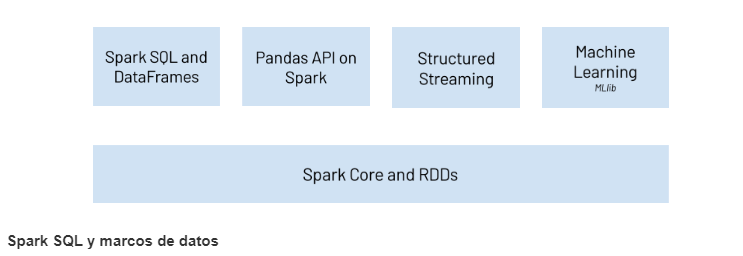 Spark SQL and
DataFrames
Pandas API on
Spark
Structured
Streaming
Machine
Learning
MLlib
Spark Core and RDDs
Spark SQL y marcos de datos